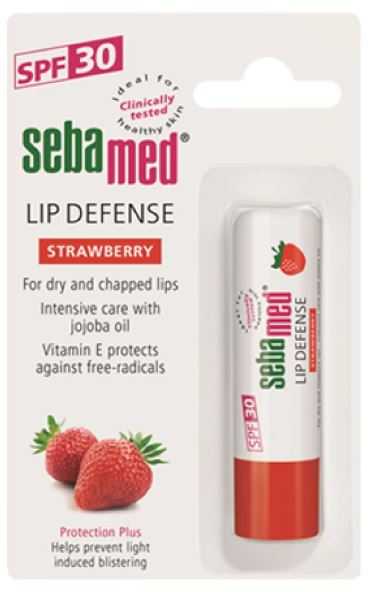 SPF 30
ideal for
Clinically
tested
healthy skin
sebamed®
LIP DEFENSE
STRAWBERRY
For dry and chapped lips
Intensive care with
jojoba oil
Vitamin E protects
against free-radicals
Protection Plus
Helps prevent light
induced blistering
sebamed®
LIP DEFENSE
STRAWBERRY
SPF 30